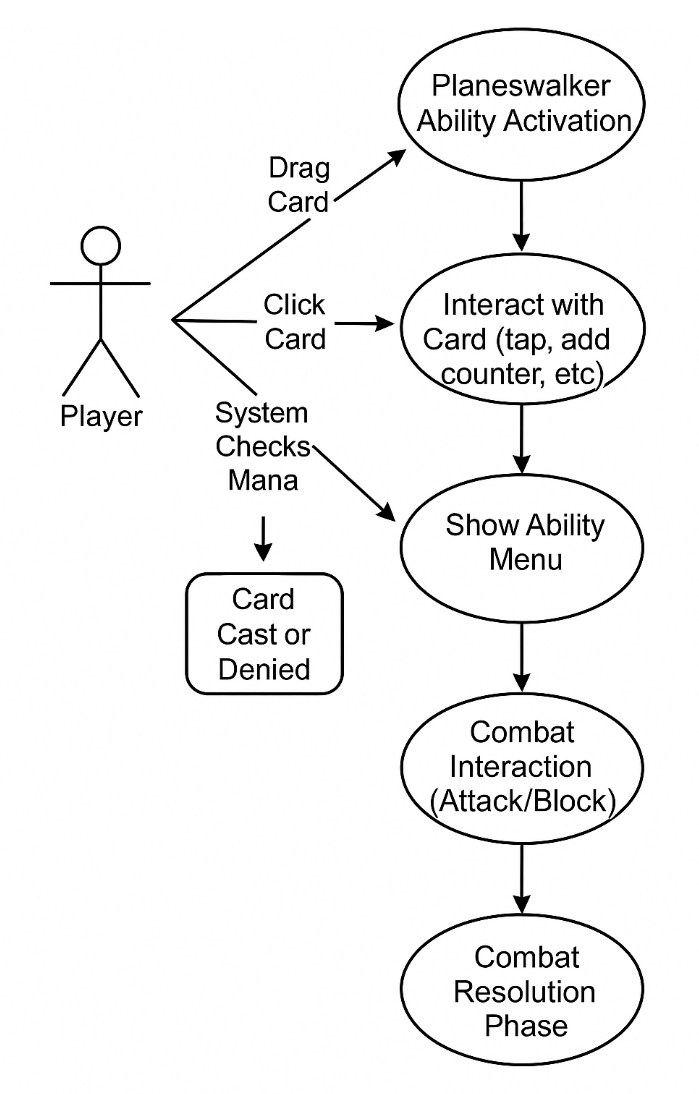 Planeswalker
Ability Activation
Drag
Card
Click
Card
Interact with
Card (tap, add
counter, etc)
Player
System
Checks
Mana
Show Ability
Menu
Card
Cast or
Denied
Combat
Interaction
(Attack/Block)
Combat
Resolution
Phase